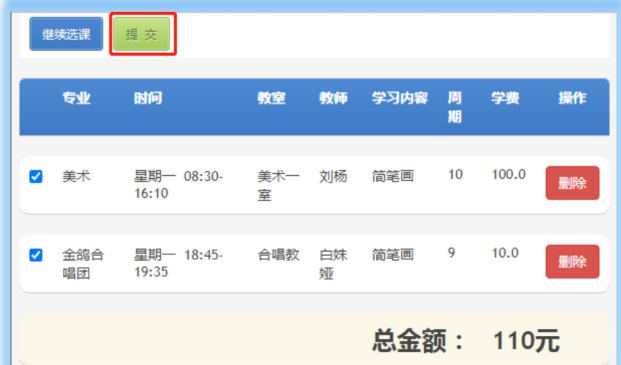 继续选课 提 交
专业 时间 教室 教师 学习内容 周期 学费 操作
美术 星期一 08:30-16:10 美术一室 刘杨 简笔画 10 100.0 删除
金鸽合唱团 星期一 18:45-19:35 合唱教 白姝娅 简笔画 9 10.0 删除
总金额： 110元